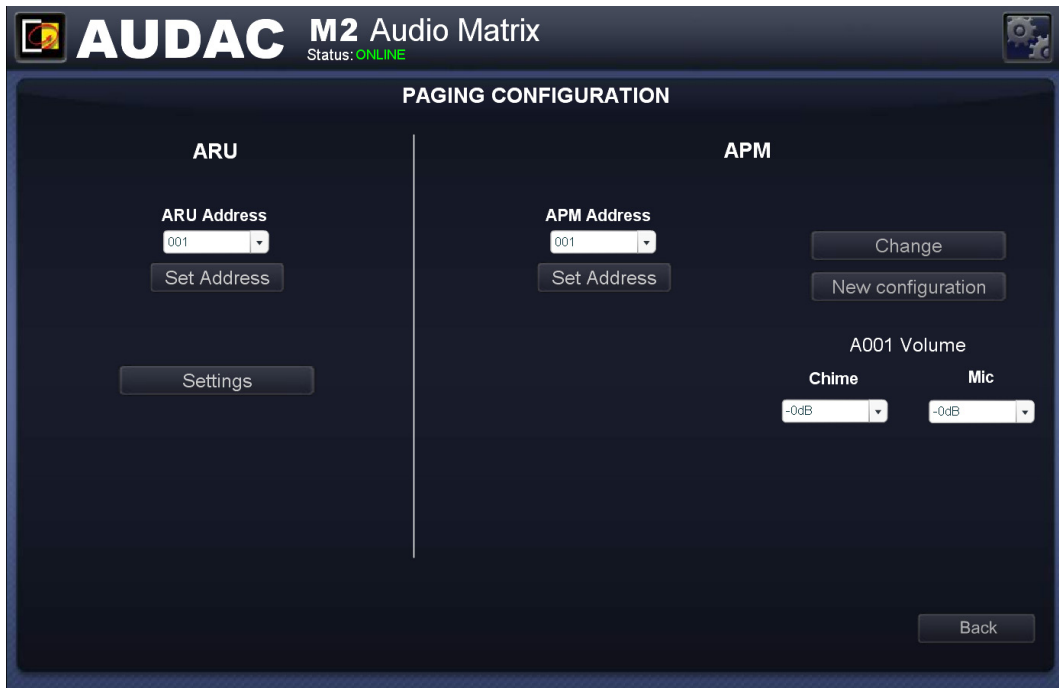 AUDAC M2 Audio Matrix
Status: ONLINE
PAGING CONFIGURATION
ARU
ARU Address
001
Set Address
Settings
APM
APM Address
001
Set Address
Change
New configuration
A001 Volume
Chime Mic
-0dB -0dB
Back